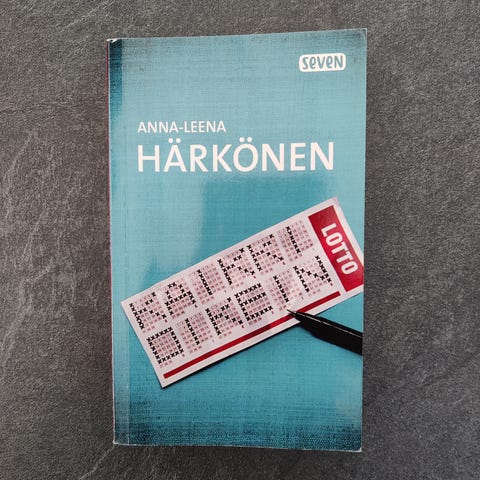 seven
ANNA-LEENA
HÄRKÖNEN
LOTTO
KAIKKI
OIKEIN